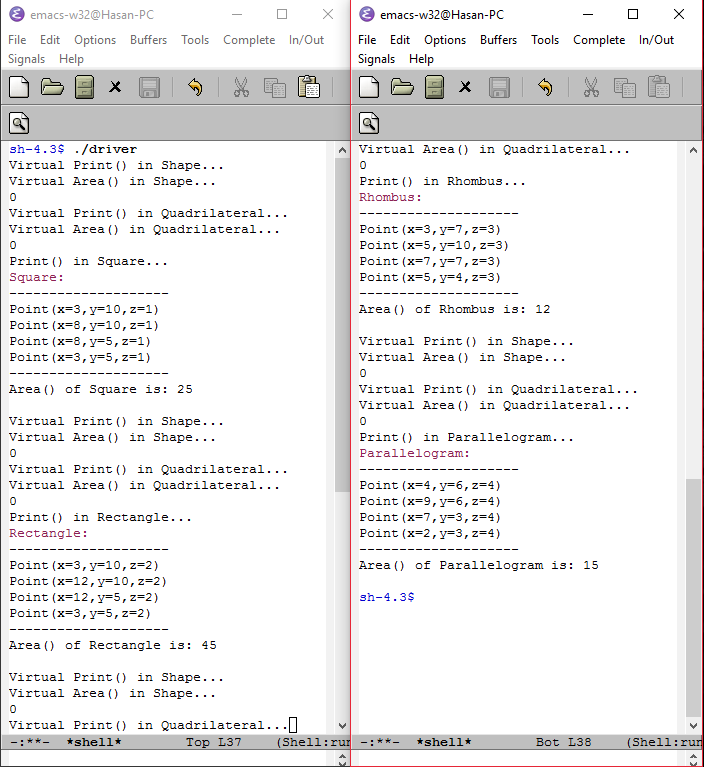 emacs-w32@Hasan-PC
File Edit Options Buffers Tools Complete In/Out
Signals Help
sh-4.3$ ./driver
Virtual Print() in Shape...
Virtual Area() in Shape...
0
Virtual Print() in Quadrilateral...
Virtual Area() in Quadrilateral...
0
Print() in Square...
Square:
--------------------
Point(x=3,y=10,z=1)
Point(x=8,y=10,z=1)
Point(x=8,y=5,z=1)
Point(x=3,y=5,z=1)
--------------------
Area() of Square is: 25
Virtual Print() in Shape...
Virtual Area() in Shape...
0
Virtual Print() in Quadrilateral...
Virtual Area() in Quadrilateral...
0
Print() in Rectangle...
Rectangle:
--------------------
Point(x=3,y=10,z=2)
Point(x=12,y=10,z=2)
Point(x=12,y=5,z=2)
Point(x=3,y=5,z=2)
--------------------
Area() of Rectangle is: 45
Virtual Print() in Shape...
Virtual Area() in Shape...
0
Virtual Print() in Quadrilateral...
-:**- *shell* Top L37 (Shell:run
emacs-w32@Hasan-PC
File Edit Options Buffers Tools Complete In/Out
Signals Help
Virtual Area() in Quadrilateral...
0
Print() in Rhombus...
Rhombus:
--------------------
Point(x=3,y=7,z=3)
Point(x=5,y=10,z=3)
Point(x=7,y=7,z=3)
Point(x=5,y=4,z=3)
--------------------
Area() of Rhombus is: 12
Virtual Print() in Shape...
Virtual Area() in Shape...
0
Virtual Print() in Quadrilateral...
Virtual Area() in Quadrilateral...
0
Print() in Parallelogram...
Parallelogram:
--------------------
Point(x=4,y=6,z=4)
Point(x=9,y=6,z=4)
Point(x=7,y=3,z=4)
Point(x=2,y=3,z=4)
--------------------
Area() of Parallelogram is: 15
sh-4.3$
-:**- *shell* Bot L38 (Shell:run